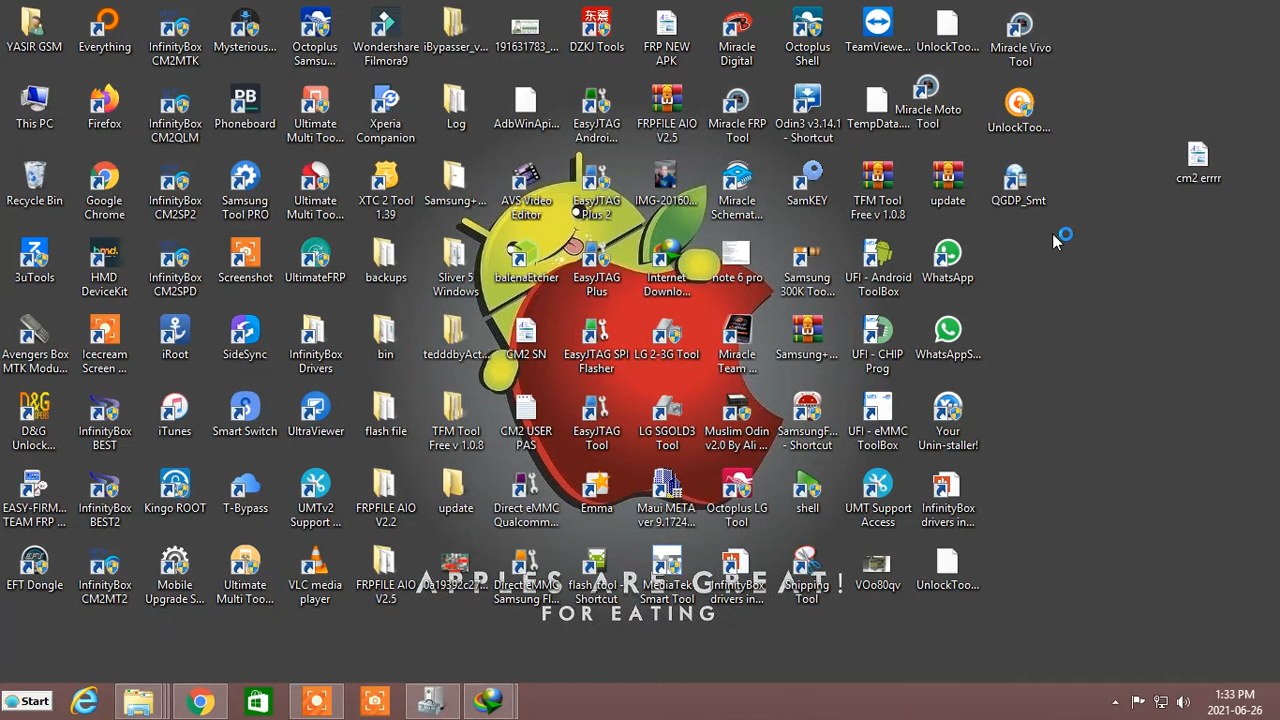 YASIR GSM
Everything
InfinityBox
CM2MTK
Mysterious...
Octoplus
Samsu...
Wondershare
Filmora9
iBypasser_v...
191631783_...
DZKJ Tools
FRP NEW
APK
Miracle
Digital
Octoplus
Shell
TeamViewe...
UnlockToo...
Miracle Vivo
Tool
东震
This PC
Firefox
InfinityBox
CM2QLM
PB
Phoneboard
Ultimate
Multi Too...
Xperia
Companion
Log
AdbWinApi...
EasyJTAG
Androi...
FRPFILE AIO
V2.5
Miracle FRP
Tool
Odin3 v3.14.1
- Shortcut
TempData....
Miracle Moto
Tool
UnlockToo...
Recycle Bin
Google
Chrome
InfinityBox
CM2SP2
Samsung
Tool PRO
Ultimate
Multi Too...
XTC 2 Tool
1.39
Samsung+...
AVS Video
Editor
EasyJTAG
Plus 2
IMG-20160...
Miracle
Schemat...
SamKEY
TFM Tool
Free v 1.0.8
update
QGDP_Smt
cm2 errrr
3uTools
hmd
HMD
DeviceKit
InfinityBox
CM2SPD
Screenshot
UltimateFRP
backups
Sliver 5
Windows
balenaEtcher
EasyJTAG
Plus
Internet
Downlo...
note 6 pro
Samsung
300K Too...
UFI - Android
ToolBox
WhatsApp
Avengers Box
MTK Modu...
Icecream
Screen ...
iRoot
SideSync
InfinityBox
Drivers
bin
tedddbyAct...
CM2 SN
EasyJTAG SPI
Flasher
LG 2-3G Tool
Miracle
Team ...
Samsung+...
UFI - CHIP
Prog
WhatsAppS...
D&G
D&G
Unlock...
InfinityBox
BEST
iTunes
Smart Switch
UltraViewer
flash file
TFM Tool
Free v 1.0.8
CM2 USER
PAS
EasyJTAG
Tool
LG SGOLD3
Tool
Muslim Odin
v2.0 By Ali ...
SamsungF...
- Shortcut
UFI - eMMC
ToolBox
Your
Unin-staller!
EASY-FIRM...
TEAM FRP ...
InfinityBox
BEST2
Kingo ROOT
T-Bypass
UMTv2
Support ...
FRPFILE AIO
V2.2
update
Direct eMMC
Qualcomm...
Emma
Maui META
ver 9.1724...
Octoplus LG
Tool
shell
UMT Support
Access
InfinityBox
drivers in...
EFT
EFT Dongle
InfinityBox
CM2MT2
Mobile
Upgrade S...
Ultimate
Multi Too...
VLC media
player
FRPFILE AIO
V2.5
0a19392c2...
Direct eMMC
Samsung Fl...
flash tool -
Shortcut
MediaTek
Smart Tool
InfinityBox
drivers in...
Snipping
Tool
VOo80qv
UnlockToo...
APPLES ARE GREAT!
FOR EATING
Start
1:33 PM
2021-06-26